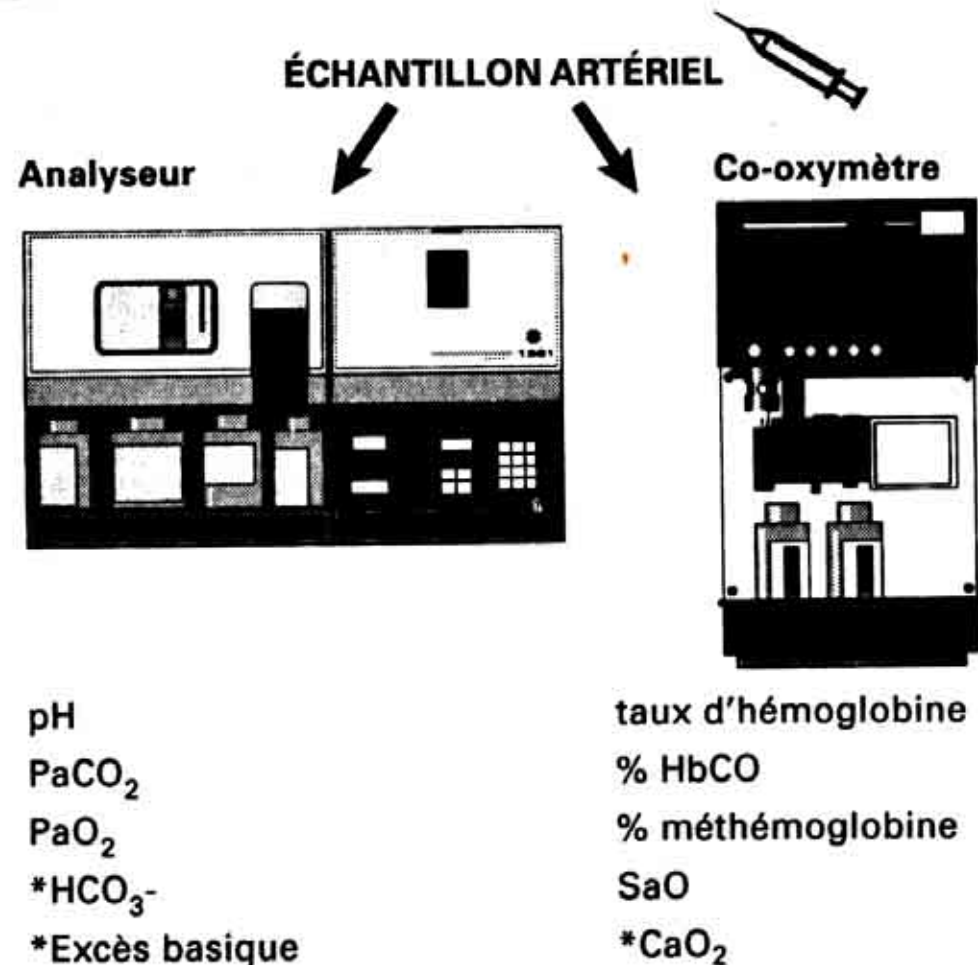 ÉCHANTILLON ARTÉRIEL
Analyseur
Co-oxymètre
pH
PaCO₂
PaO₂
*HCO₃-
*Excès basique
taux d'hémoglobine
% HbCO
% méthémoglobine
SaO
*CaO₂